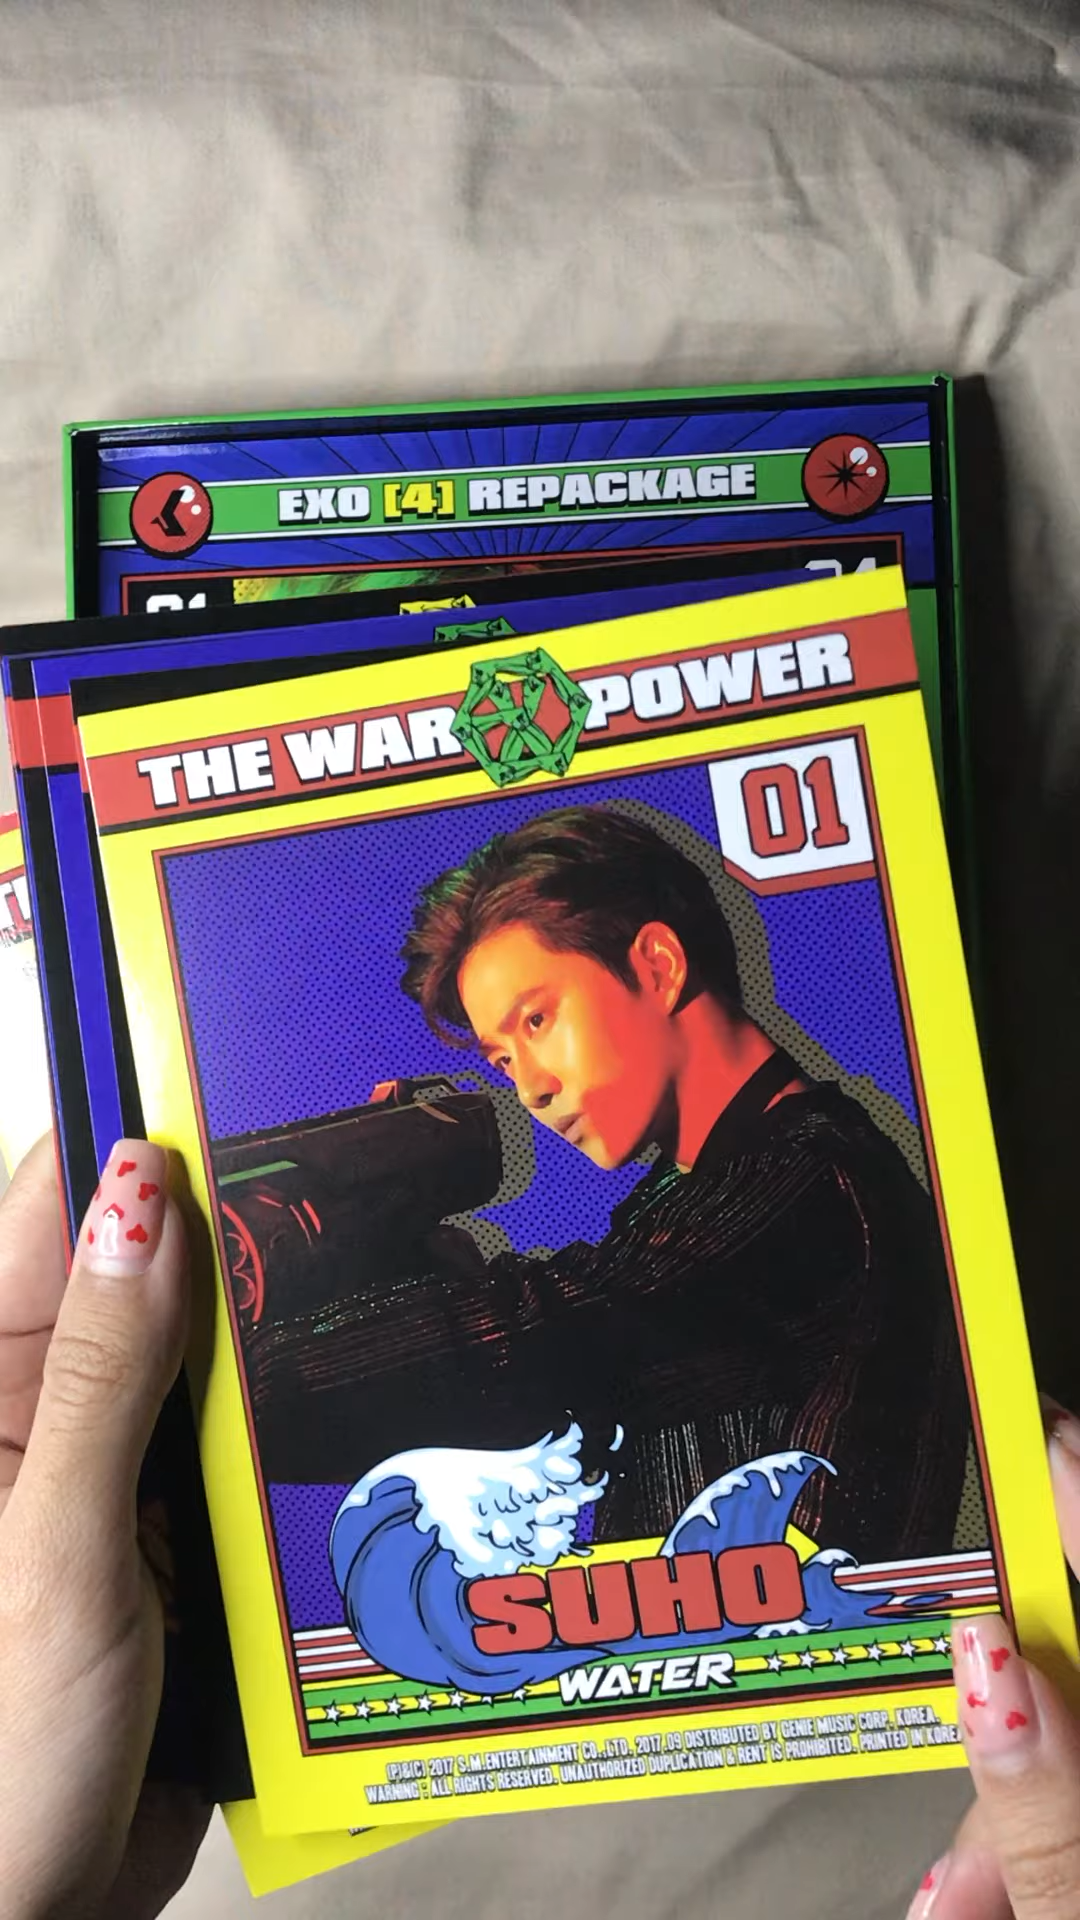 EXO [4] REPACKAGE
THE WAR POWER
01
SUHO
WATER
(P)&(C) 2017 S.M.ENTERTAINMENT CO.,LTD. 2017.09 DISTRIBUTED BY GENIE MUSIC CORP. KOREA.
WARNING : ALL RIGHTS RESERVED. UNAUTHORIZED DUPLICATION & RENT IS PROHIBITED. PRINTED IN KOREA